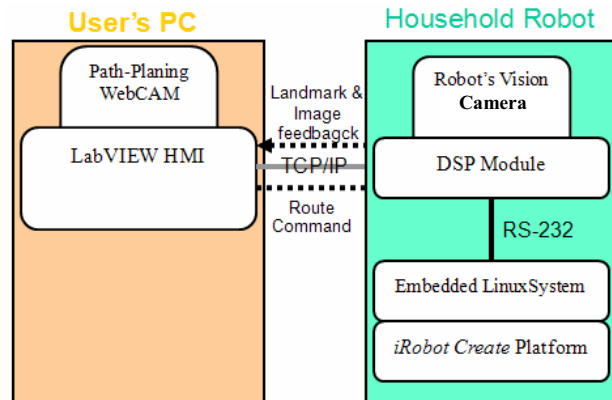 User's PC
Path-Planing
WebCAM
LabVIEW HMI
Landmark &
Image
feedbagck
TCP/IP
Route
Command
Household Robot
Robot's Vision
Camera
DSP Module
RS-232
Embedded LinuxSystem
iRobot Create Platform